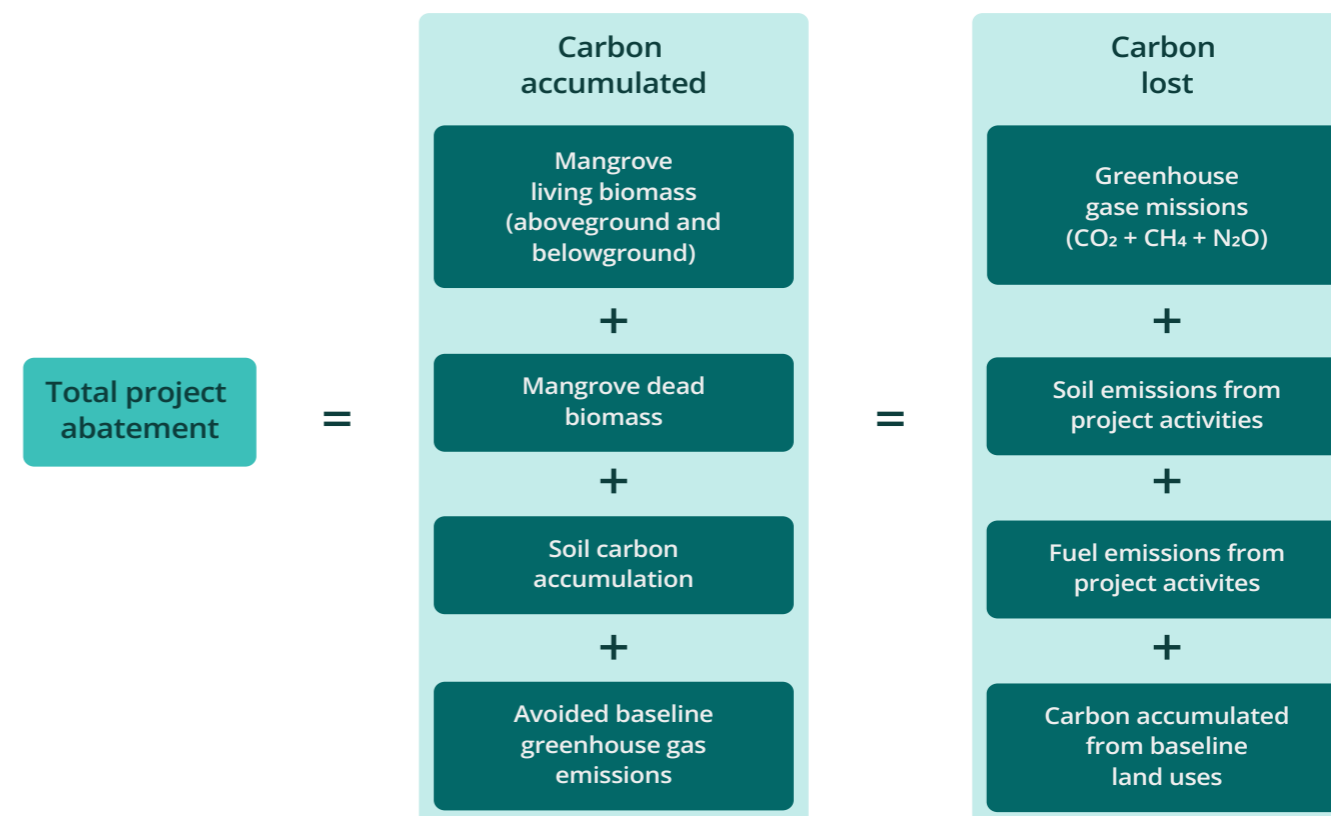 Total project
abatement
=
Carbon
accumulated
Mangrove
living biomass
(aboveground and
belowground)
+
Mangrove dead
biomass
+
Soil carbon
accumulation
+
Avoided baseline
greenhouse gas
emissions
=
Carbon
lost
Greenhouse
gase missions
(CO₂ + CH₄ + N₂O)
+
Soil emissions from
project activities
+
Fuel emissions from
project activites
+
Carbon accumulated
from baseline
land uses